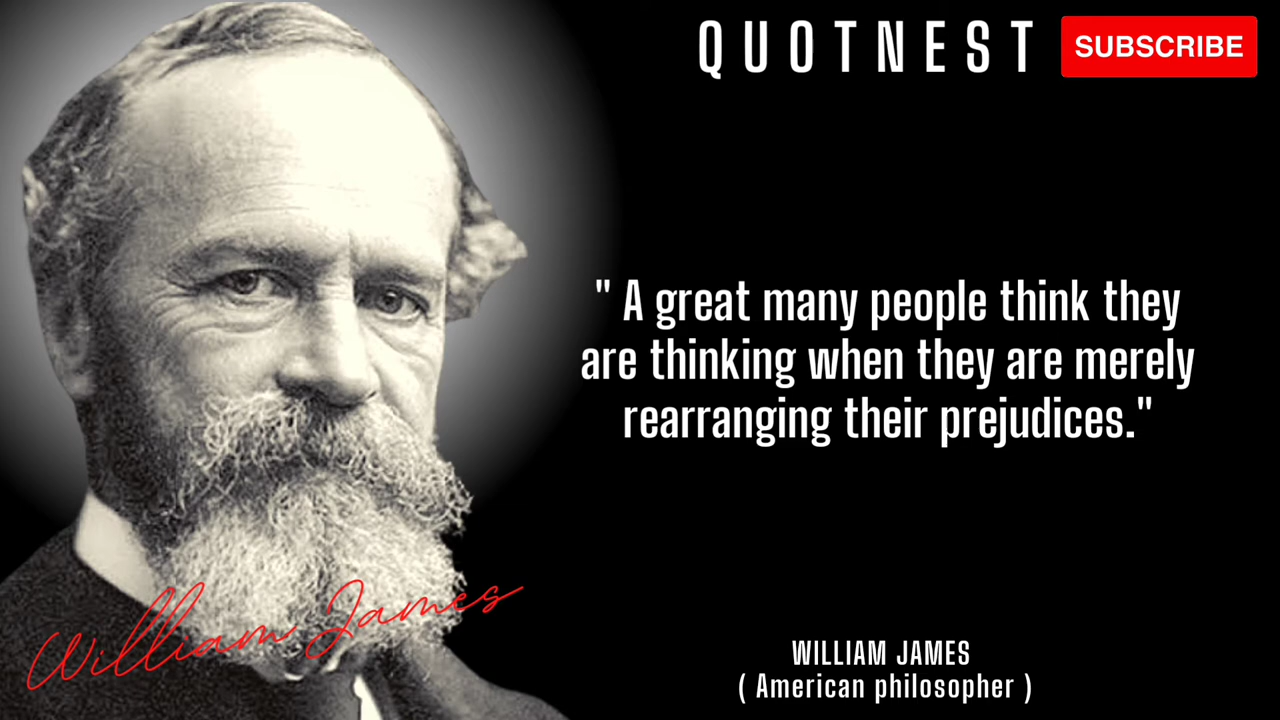 QUOTNEST SUBSCRIBE
" A great many people think they
are thinking when they are merely
rearranging their prejudices."
William James
WILLIAM JAMES
( American philosopher )